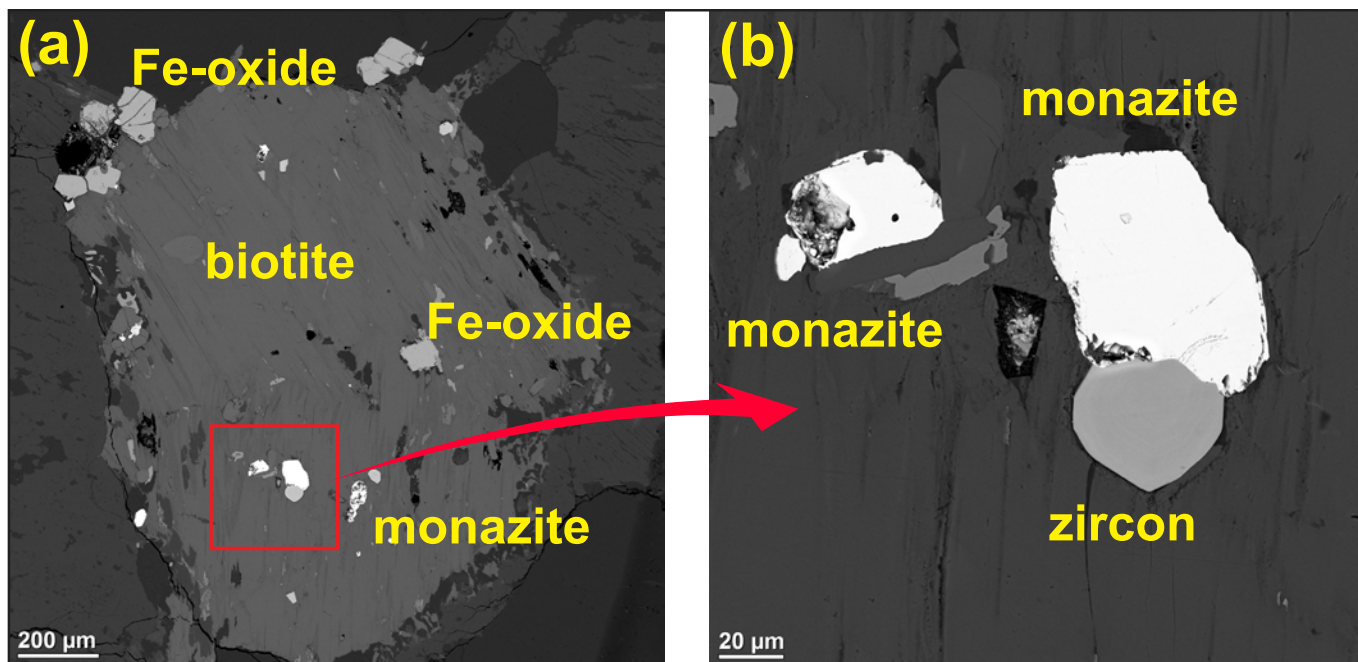 (a)
Fe-oxide
biotite
Fe-oxide
monazite
200 µm
(b)
monazite
monazite
zircon
20 µm